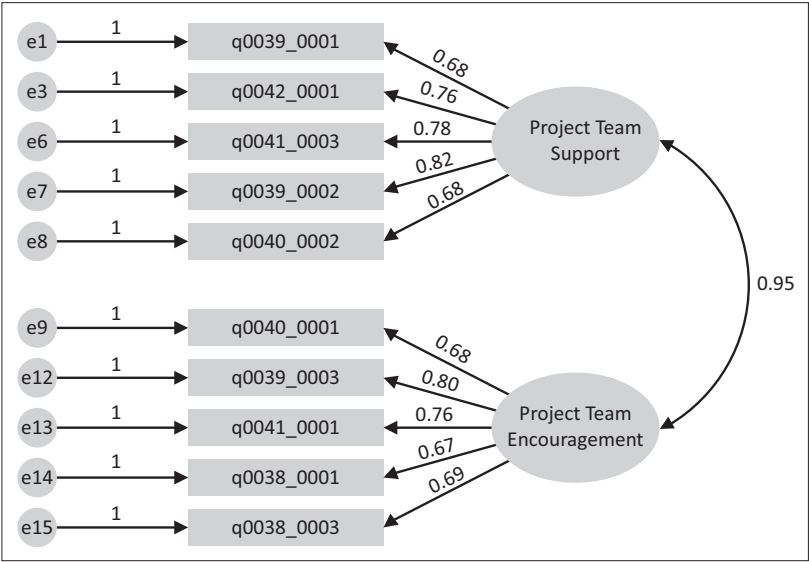 e1 1 q0039_0001 0.68
e3 1 q0042_0001 0.76
e6 1 q0041_0003 0.78
e7 1 q0039_0002 0.82
e8 1 q0040_0002 0.68
Project Team
Support
0.95
e9 1 q0040_0001 0.68
e12 1 q0039_0003 0.80
e13 1 q0041_0001 0.76
e14 1 q0038_0001 0.67
e15 1 q0038_0003 0.69
Project Team
Encouragement